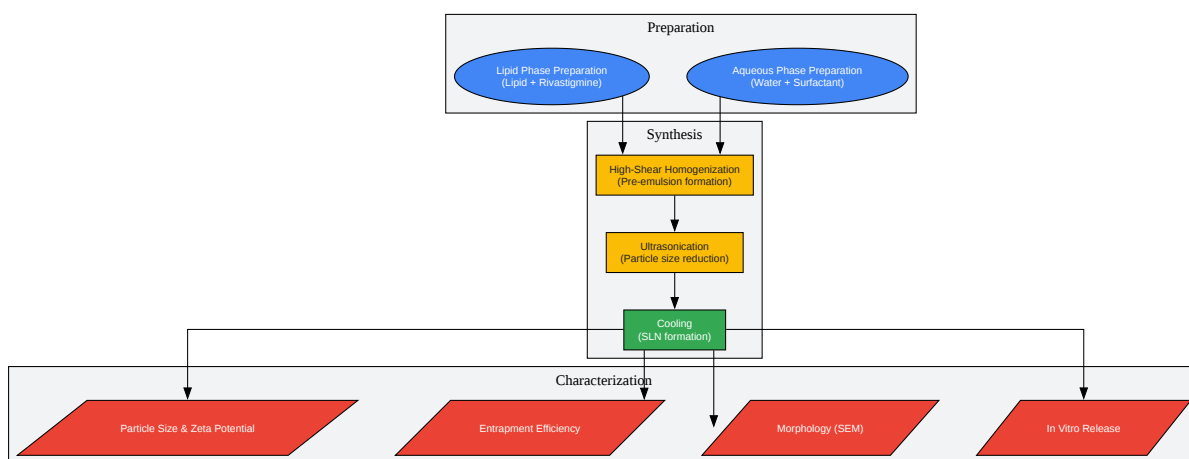 Preparation
Lipid Phase Preparation
(Lipid + Rivastigmine)
Aqueous Phase Preparation
(Water + Surfactant)
Synthesis
High-Shear Homogenization
(Pre-emulsion formation)
Ultrasonication
(Particle size reduction)
Cooling
(SLN formation)
Characterization
Particle Size & Zeta Potential
Entrapment Efficiency
Morphology (SEM)
In Vitro Release